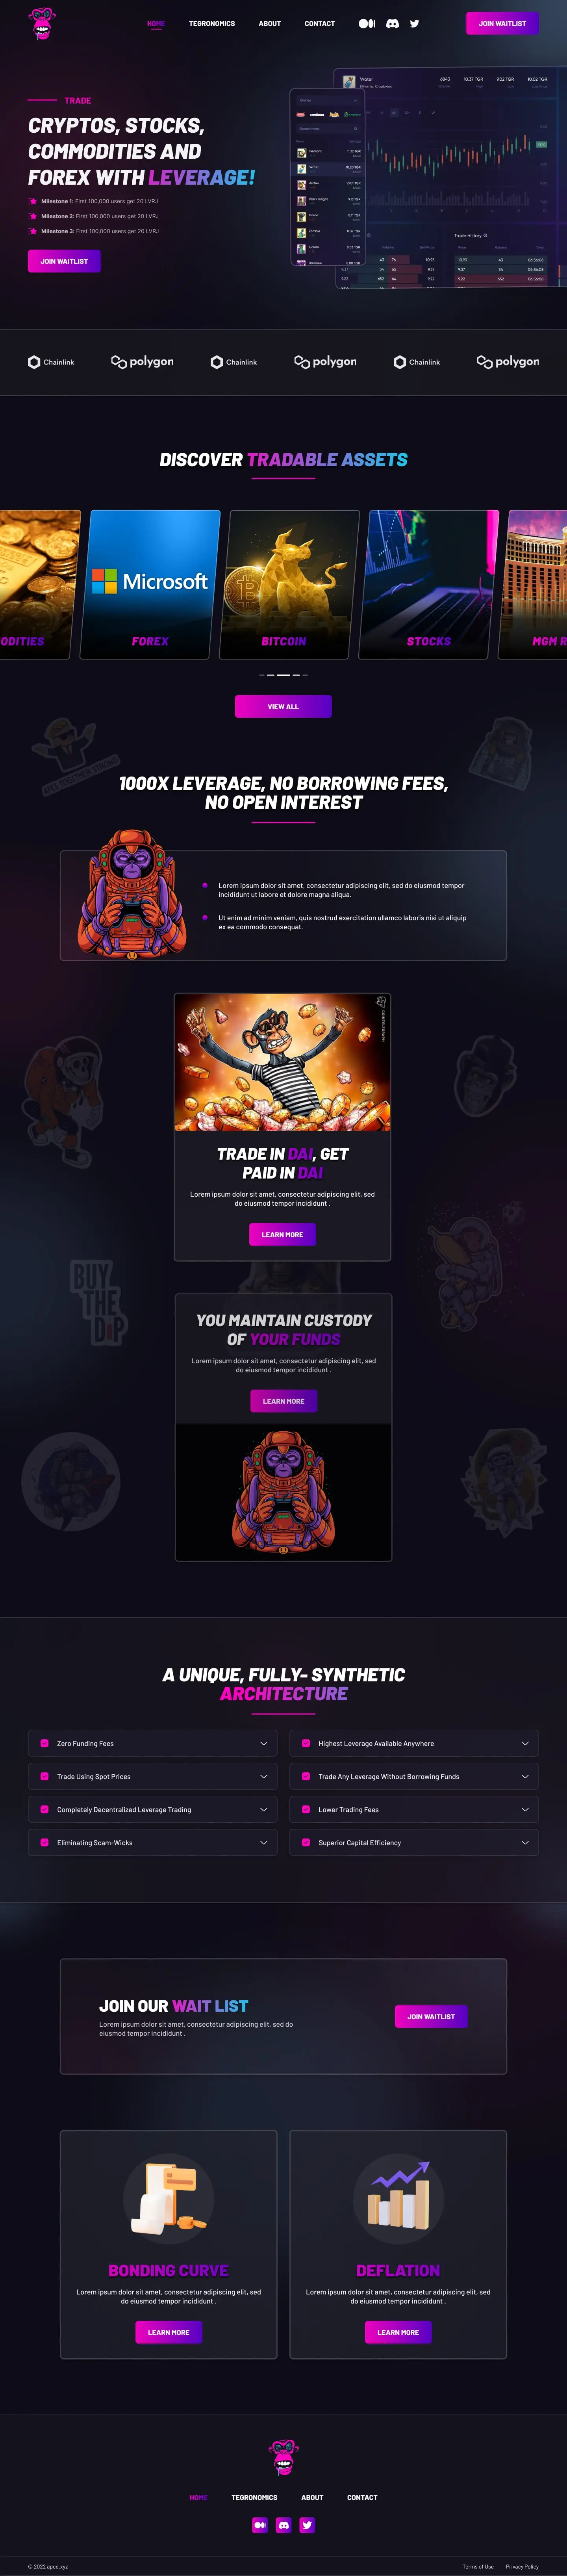 HOME
TEGRONOMICS
ABOUT
CONTACT
JOIN WAITLIST
TRADE
CRYPTOS, STOCKS,
COMMODITIES AND
FOREX WITH LEVERAGE!
Milestone 1: First 100,000 users get 20 LVRJ
Milestone 2: First 100,000 users get 20 LVRJ
Milestone 3: First 100,000 users get 20 LVRJ
JOIN WAITLIST
Water
6843
10.37 TGR
9.02 TGR
10.02 TGR
Trade History
Chainlink
polygon
Chainlink
polygon
Chainlink
polygon
DISCOVER TRADABLE ASSETS
ODITIES
Microsoft
FOREX
BITCOIN
STOCKS
MGM R
VIEW ALL
1000X LEVERAGE, NO BORROWING FEES,
NO OPEN INTEREST
Lorem ipsum dolor sit amet, consectetur adipiscing elit, sed do eiusmod tempor
incididunt ut labore et dolore magna aliqua.
Ut enim ad minim veniam, quis nostrud exercitation ullamco laboris nisi ut aliquip
ex ea commodo consequat.
TRADE IN DAI, GET
PAID IN DAI
Lorem ipsum dolor sit amet, consectetur adipiscing elit, sed
do eiusmod tempor incididunt .
LEARN MORE
BUY
THE
DIP
YOU MAINTAIN CUSTODY
OF YOUR FUNDS
Lorem ipsum dolor sit amet, consectetur adipiscing elit, sed
do eiusmod tempor incididunt .
LEARN MORE
A UNIQUE, FULLY- SYNTHETIC
ARCHITECTURE
Zero Funding Fees
Highest Leverage Available Anywhere
Trade Using Spot Prices
Trade Any Leverage Without Borrowing Funds
Completely Decentralized Leverage Trading
Lower Trading Fees
Eliminating Scam-Wicks
Superior Capital Efficiency
JOIN OUR WAIT LIST
Lorem ipsum dolor sit amet, consectetur adipiscing elit, sed do
eiusmod tempor incididunt .
JOIN WAITLIST
BONDING CURVE
Lorem ipsum dolor sit amet, consectetur adipiscing elit, sed
do eiusmod tempor incididunt .
LEARN MORE
DEFLATION
Lorem ipsum dolor sit amet, consectetur adipiscing elit, sed
do eiusmod tempor incididunt .
LEARN MORE
HOME
TEGRONOMICS
ABOUT
CONTACT
© 2022 aped.xyz
Terms of Use
Privacy Policy